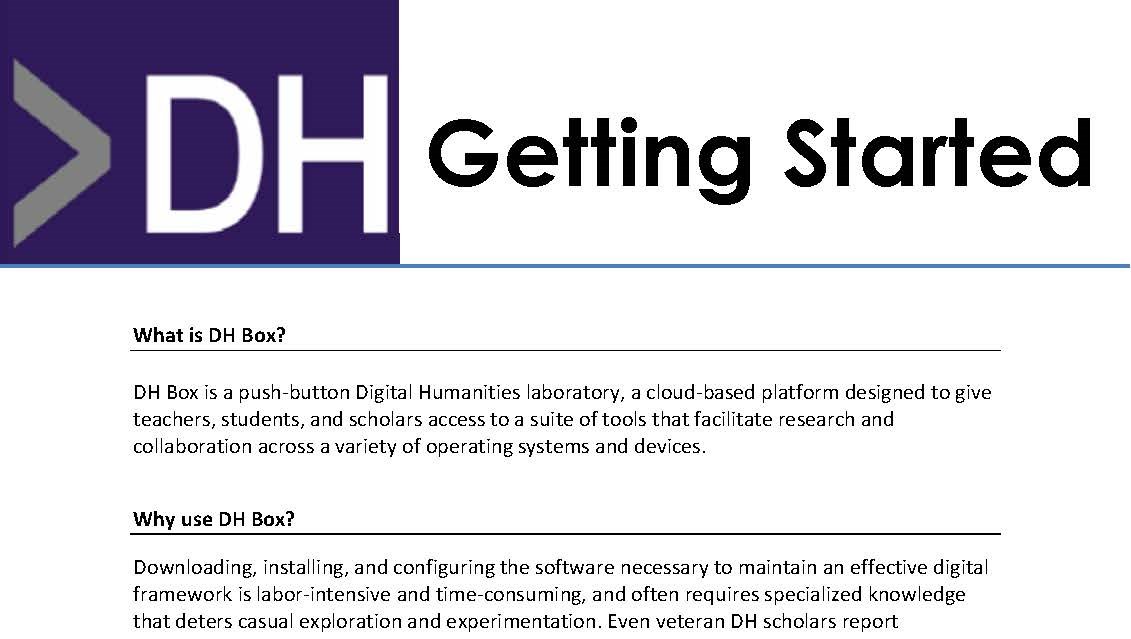 >DH
Getting Started
What is DH Box?
DH Box is a push-button Digital Humanities laboratory, a cloud-based platform designed to give
teachers, students, and scholars access to a suite of tools that facilitate research and
collaboration across a variety of operating systems and devices.
Why use DH Box?
Downloading, installing, and configuring the software necessary to maintain an effective digital
framework is labor-intensive and time-consuming, and often requires specialized knowledge
that deters casual exploration and experimentation. Even veteran DH scholars report